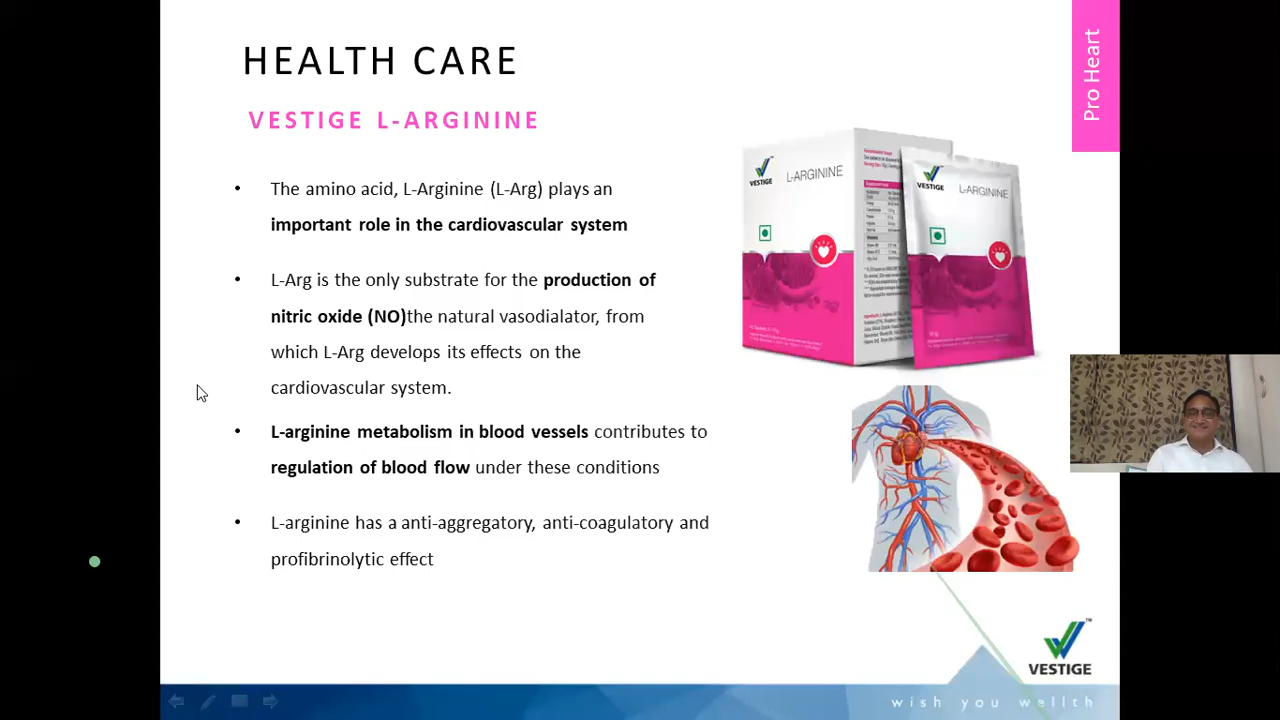 HEALTH CARE
Pro Heart
VESTIGE L-ARGININE
• The amino acid, L-Arginine (L-Arg) plays an
important role in the cardiovascular system
• L-Arg is the only substrate for the production of
nitric oxide (NO)the natural vasodialator, from
which L-Arg develops its effects on the
cardiovascular system.
• L-arginine metabolism in blood vessels contributes to
regulation of blood flow under these conditions
• L-arginine has a anti-aggregatory, anti-coagulatory and
profibrinolytic effect
VESTIGE
L-ARGININE
VESTIGE
L-ARGININE
VESTIGE
wish you wellth